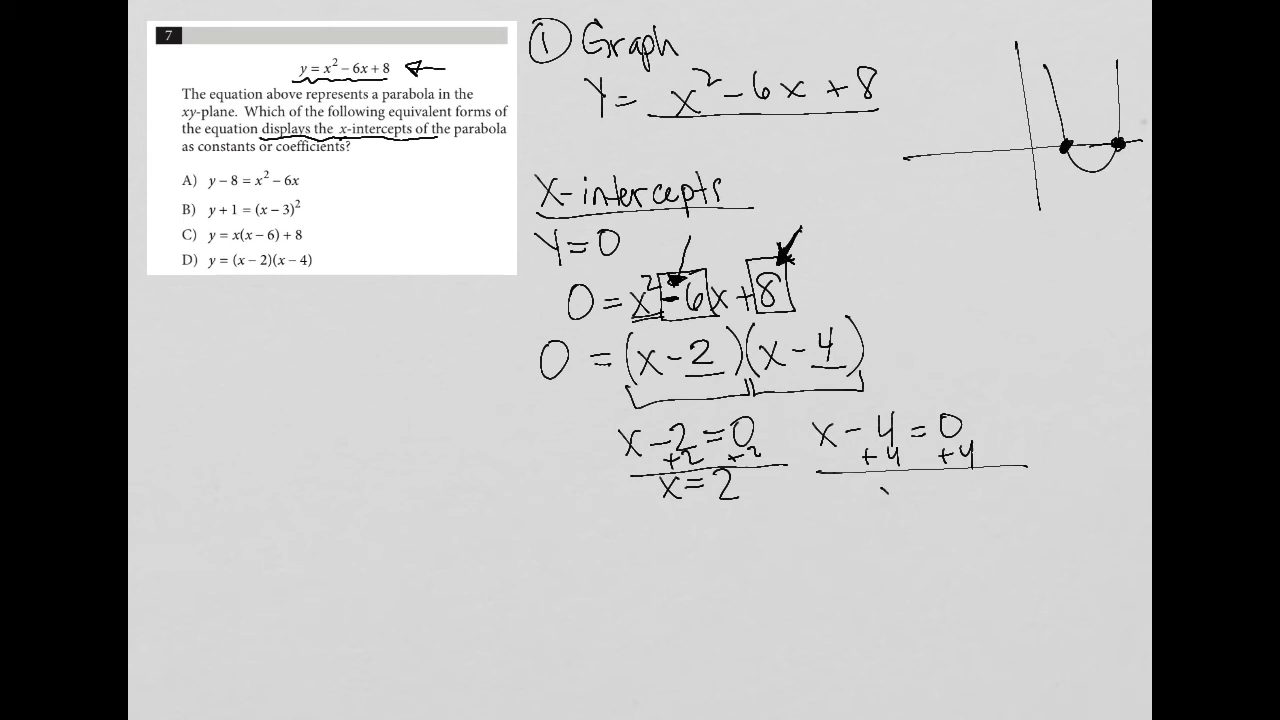 7
y = x² − 6x + 8
The equation above represents a parabola in the
xy-plane. Which of the following equivalent forms of
the equation displays the x-intercepts of the parabola
as constants or coefficients?
A) y − 8 = x² − 6x
B) y + 1 = (x − 3)²
C) y = x(x − 6) + 8
D) y = (x − 2)(x − 4)
① Graph
Y = x² − 6x + 8
X-intercepts
Y = 0
0 = x² − 6x + 8
0 = (x − 2)(x − 4)
x − 2 = 0
+2 +2
x = 2
x − 4 = 0
+4 +4